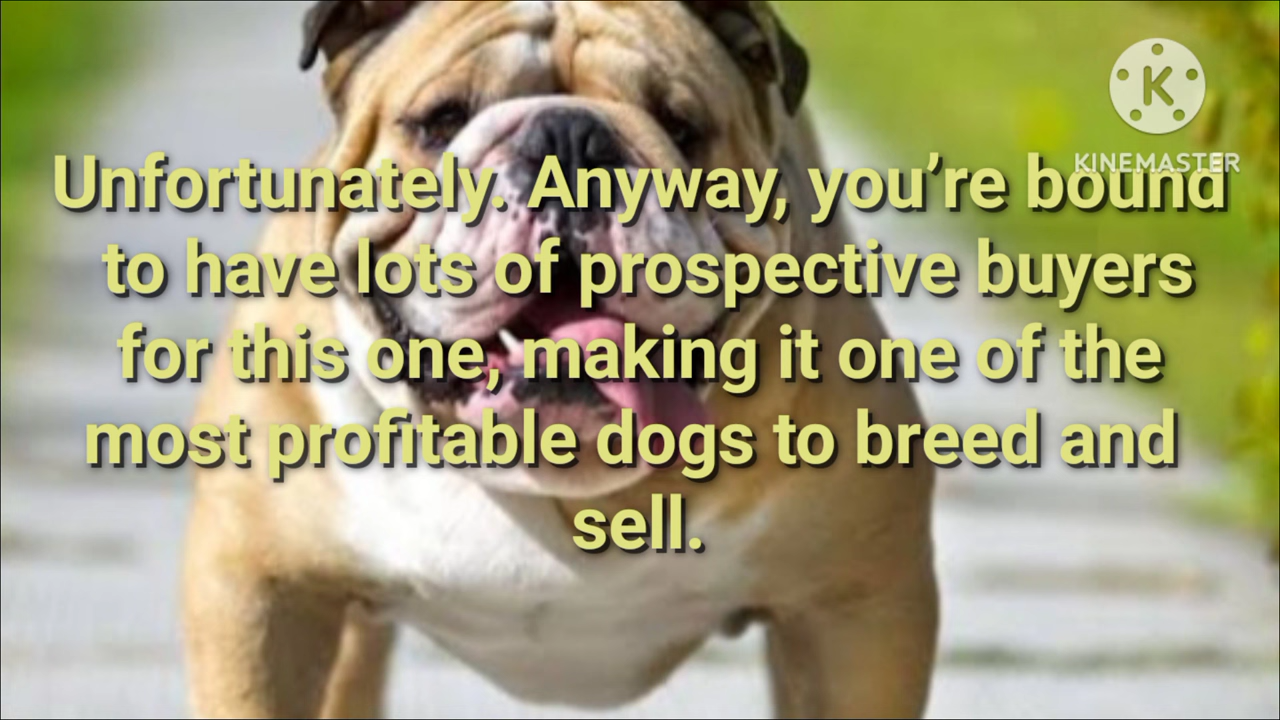 K
KINEMASTER
Unfortunately. Anyway, you’re bound
to have lots of prospective buyers
for this one, making it one of the
most profitable dogs to breed and
sell.